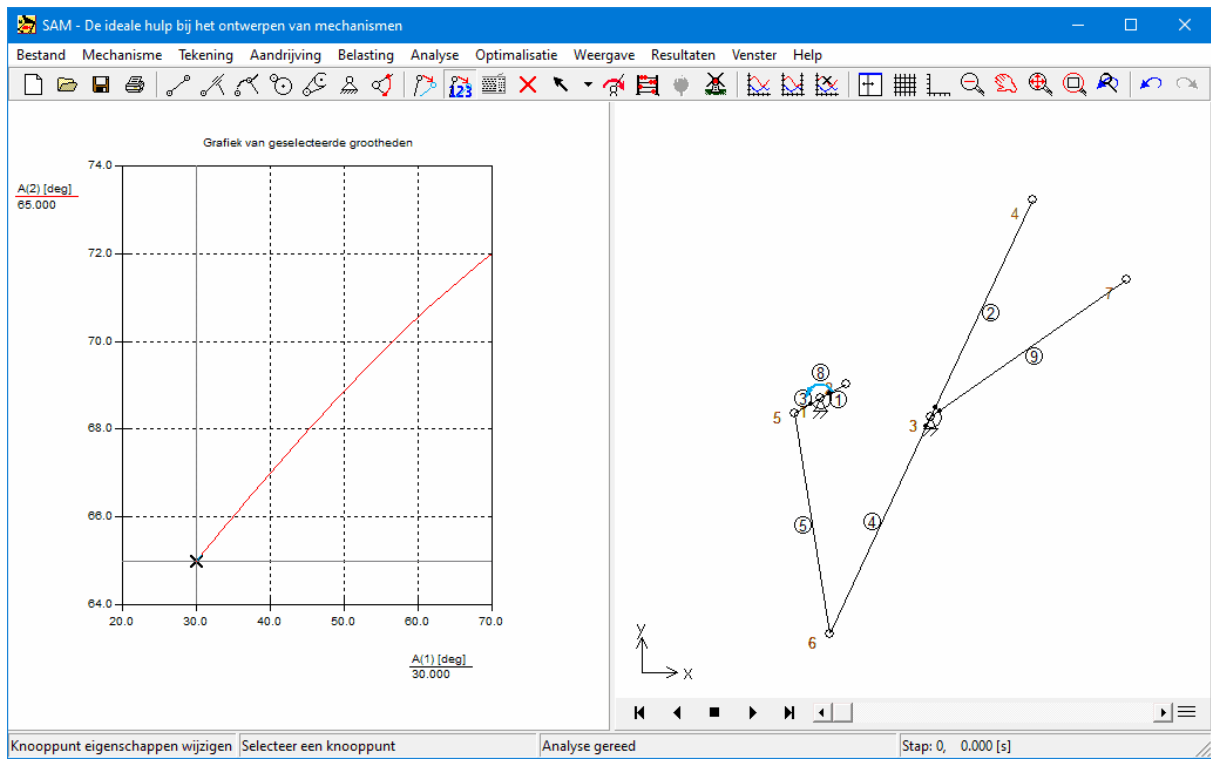 SAM - De ideale hulp bij het ontwerpen van mechanismen
Bestand Mechanisme Tekening Aandrijving Belasting Analyse Optimalisatie Weergave Resultaten Venster Help
123
Grafiek van geselecteerde grootheden
A(2) [deg]
65.000
74.0
72.0
70.0
68.0
66.0
64.0
20.0 30.0 40.0 50.0 60.0 70.0
A(1) [deg]
30.000
4
7
2
9
8
3
1
5
1
3
5
4
6
y
x
Knooppunt eigenschappen wijzigen
Selecteer een knooppunt
Analyse gereed
Stap: 0, 0.000 [s]